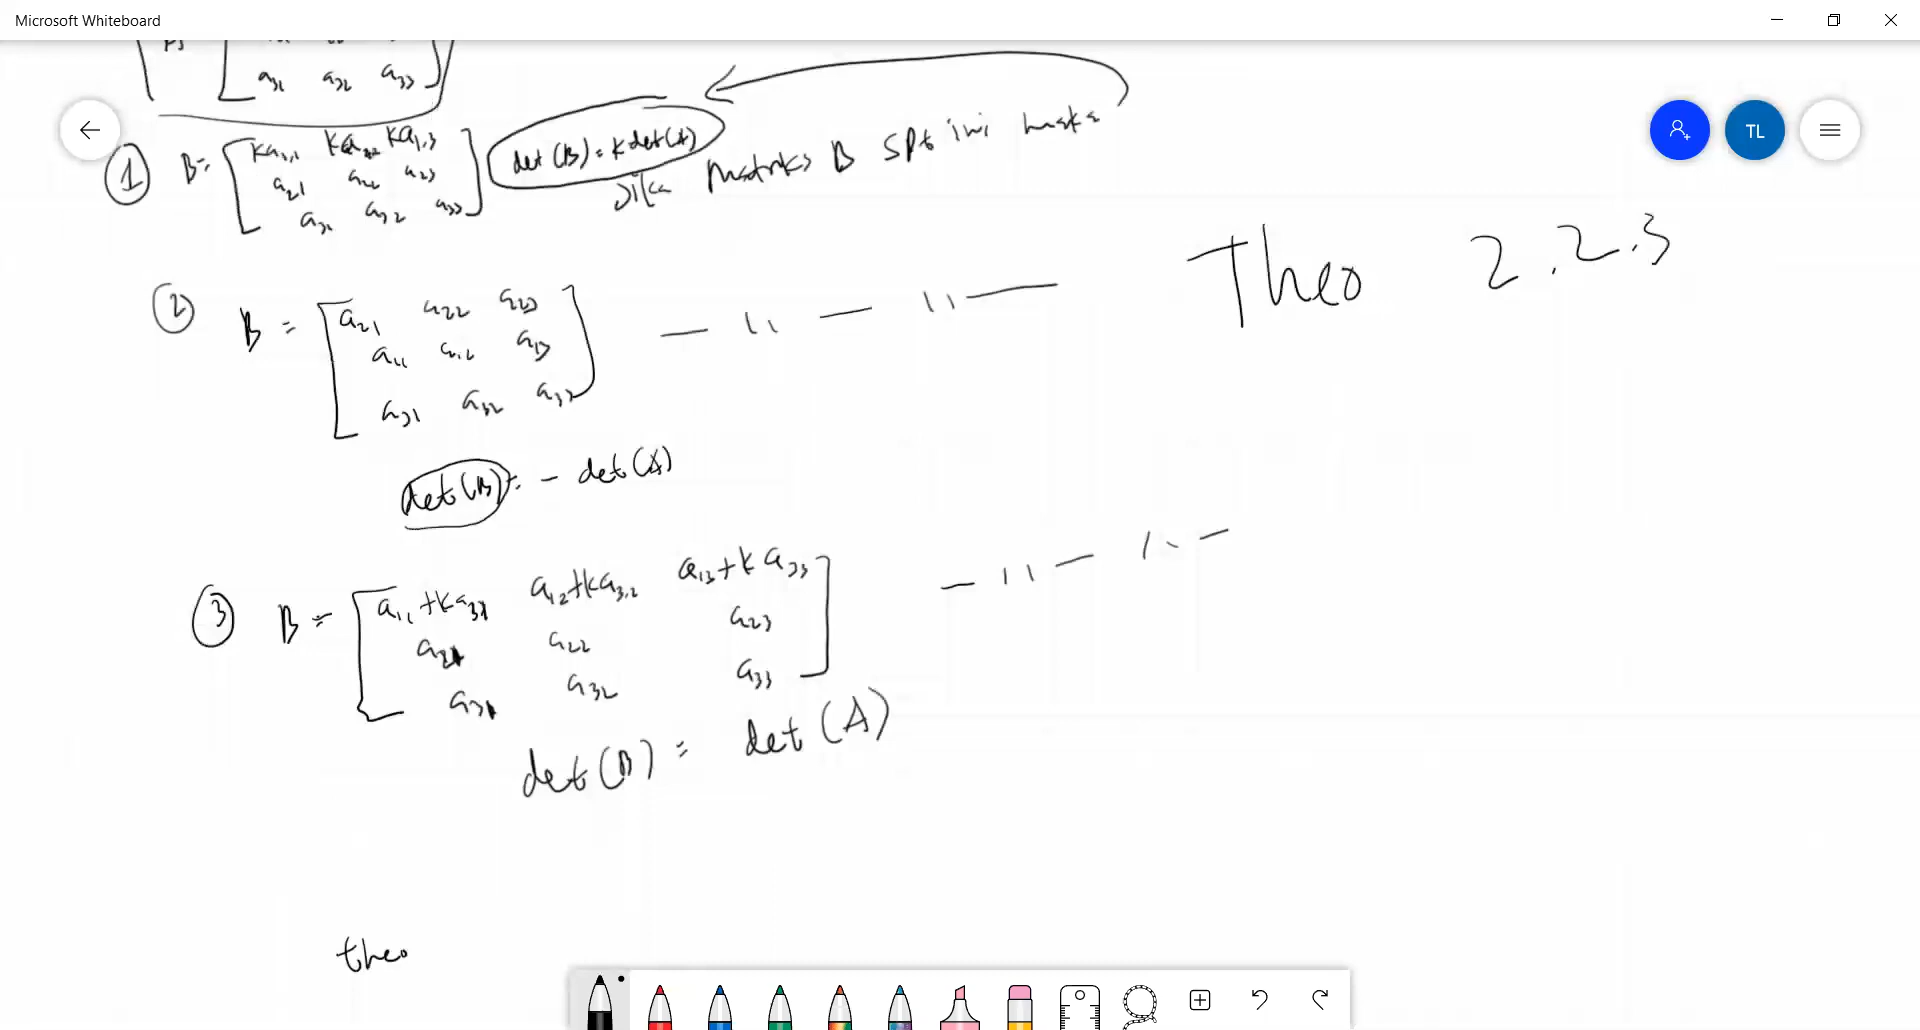 Microsoft Whiteboard
a31 a32 a33
① B = [ka1,1 ka1,2 ka1,3] det(B) = k det(A)
a21 a22 a23
a31 a32 a33
Jika Matriks B spt ini maka
TL
Theo 2.2.3
② B = [a21 a22 a23] — '' — '' —
a11 a12 a13
a31 a32 a33
det(B) = - det(A)
③ B = [a11+ka31 a12+ka3,2 a13+k a33] — '' — '' —
a21 a22 a23
a31 a32 a33
det(B) = det(A)
theo